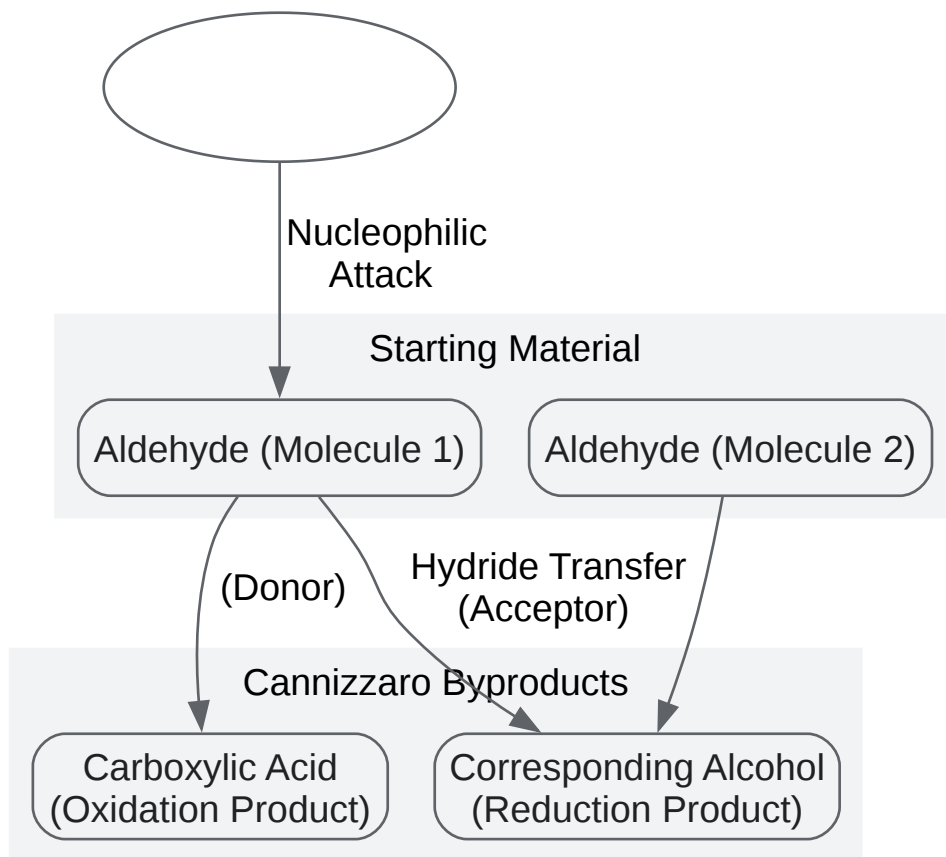 Nucleophilic
Attack
Starting Material
Aldehyde (Molecule 1)
Aldehyde (Molecule 2)
(Donor)
Hydride Transfer
(Acceptor)
Cannizzaro Byproducts
Carboxylic Acid
(Oxidation Product)
Corresponding Alcohol
(Reduction Product)